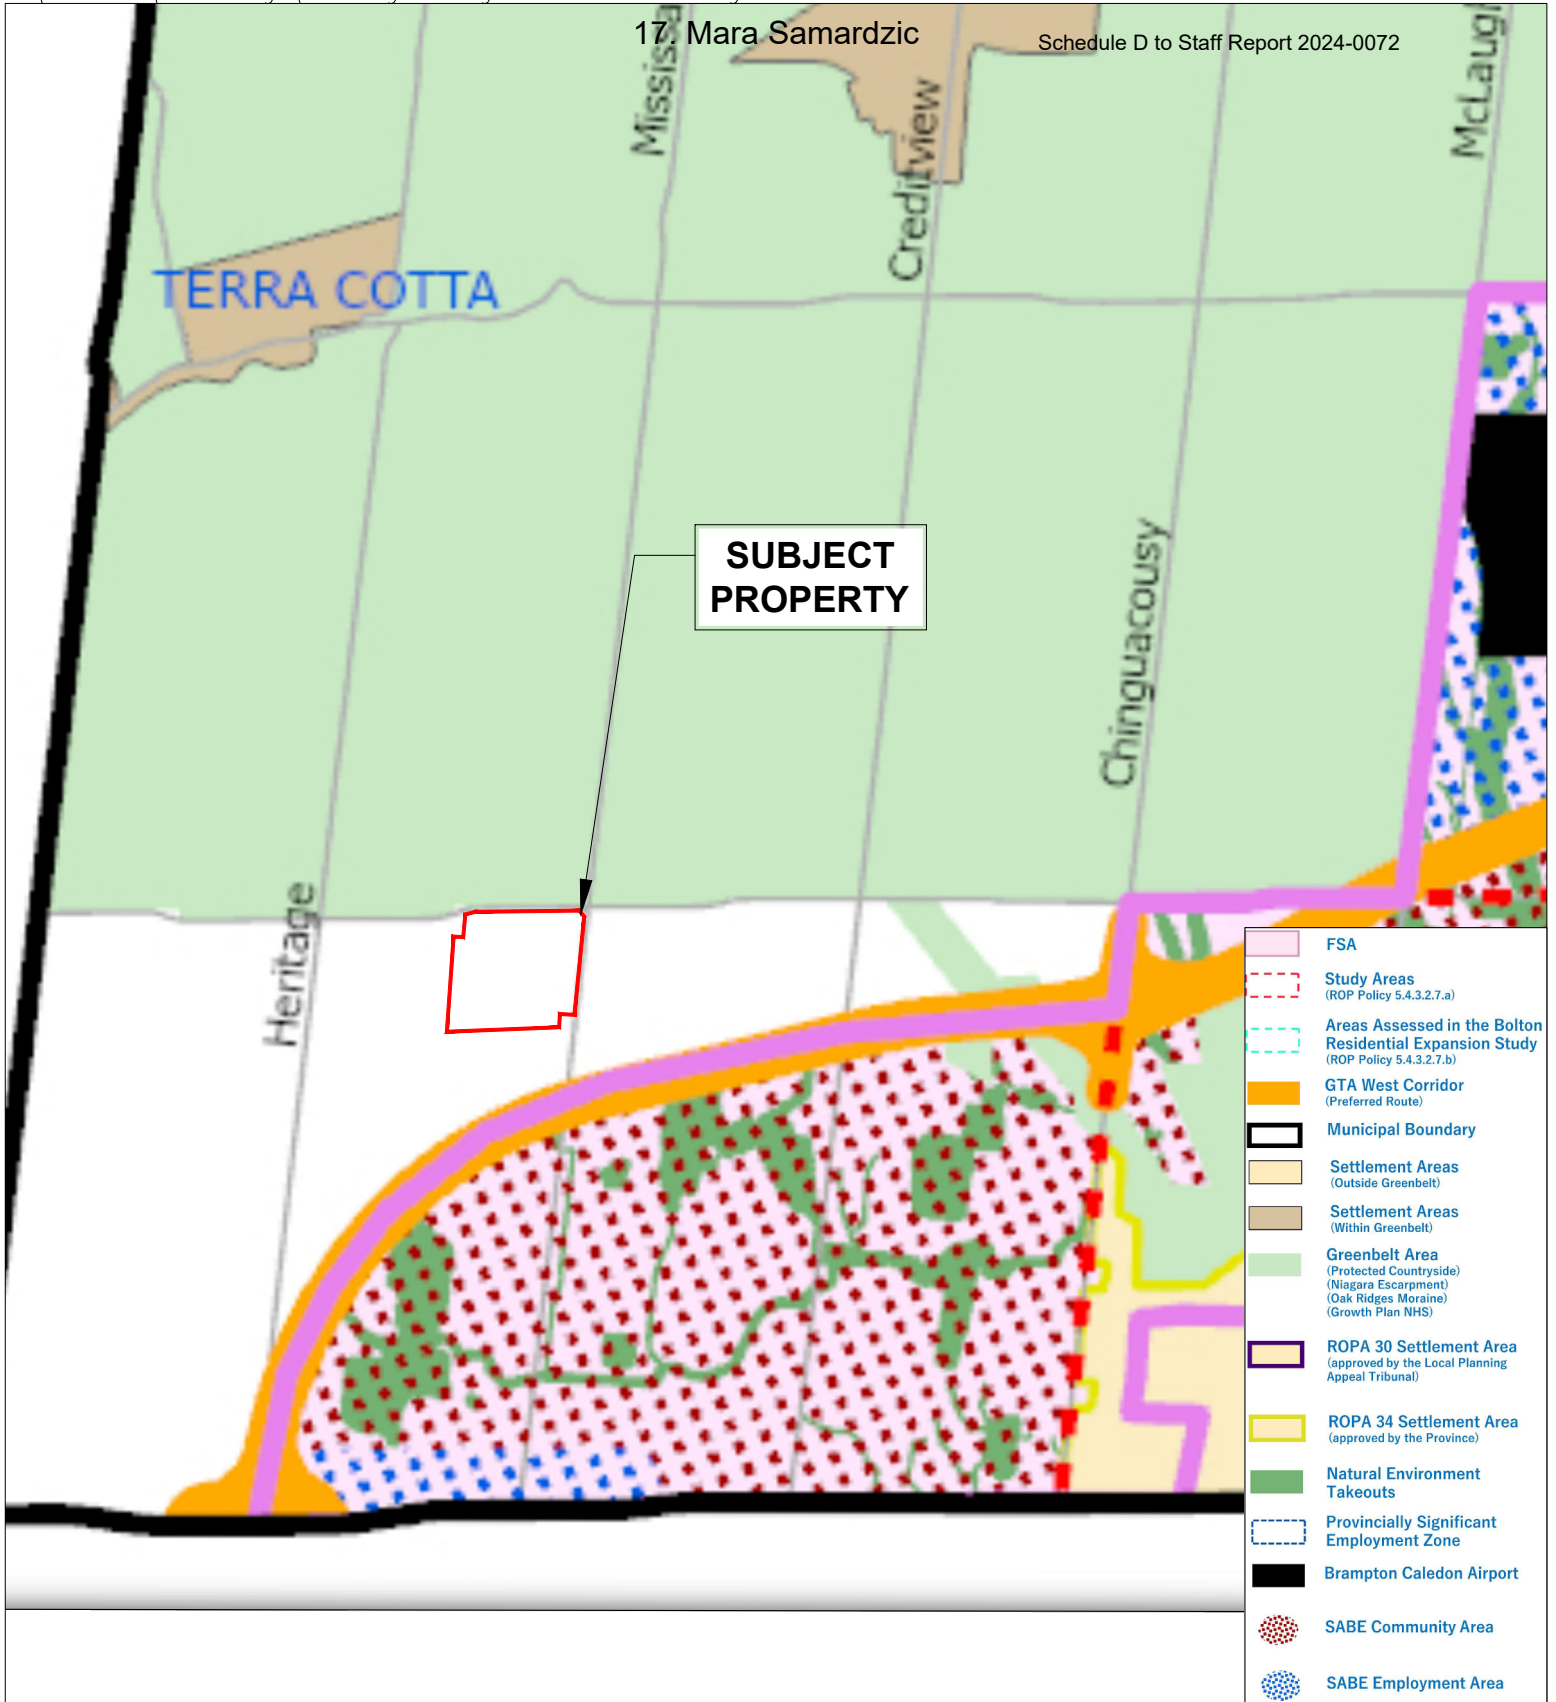 17. Mara Samardzic
Schedule D to Staff Report 2024-0072
Mississa
Creditview
McLaugh
TERRA COTTA
SUBJECT
PROPERTY
Chinguacousy
Heritage
FSA
Study Areas
(ROP Policy 5.4.3.2.7.a)
Areas Assessed in the Bolton
Residential Expansion Study
(ROP Policy 5.4.3.2.7.b)
GTA West Corridor
(Preferred Route)
Municipal Boundary
Settlement Areas
(Outside Greenbelt)
Settlement Areas
(Within Greenbelt)
Greenbelt Area
(Protected Countryside)
(Niagara Escarpment)
(Oak Ridges Moraine)
(Growth Plan NHS)
ROPA 30 Settlement Area
(approved by the Local Planning
Appeal Tribunal)
ROPA 34 Settlement Area
(approved by the Province)
Natural Environment
Takeouts
Provincially Significant
Employment Zone
Brampton Caledon Airport
SABE Community Area
SABE Employment Area